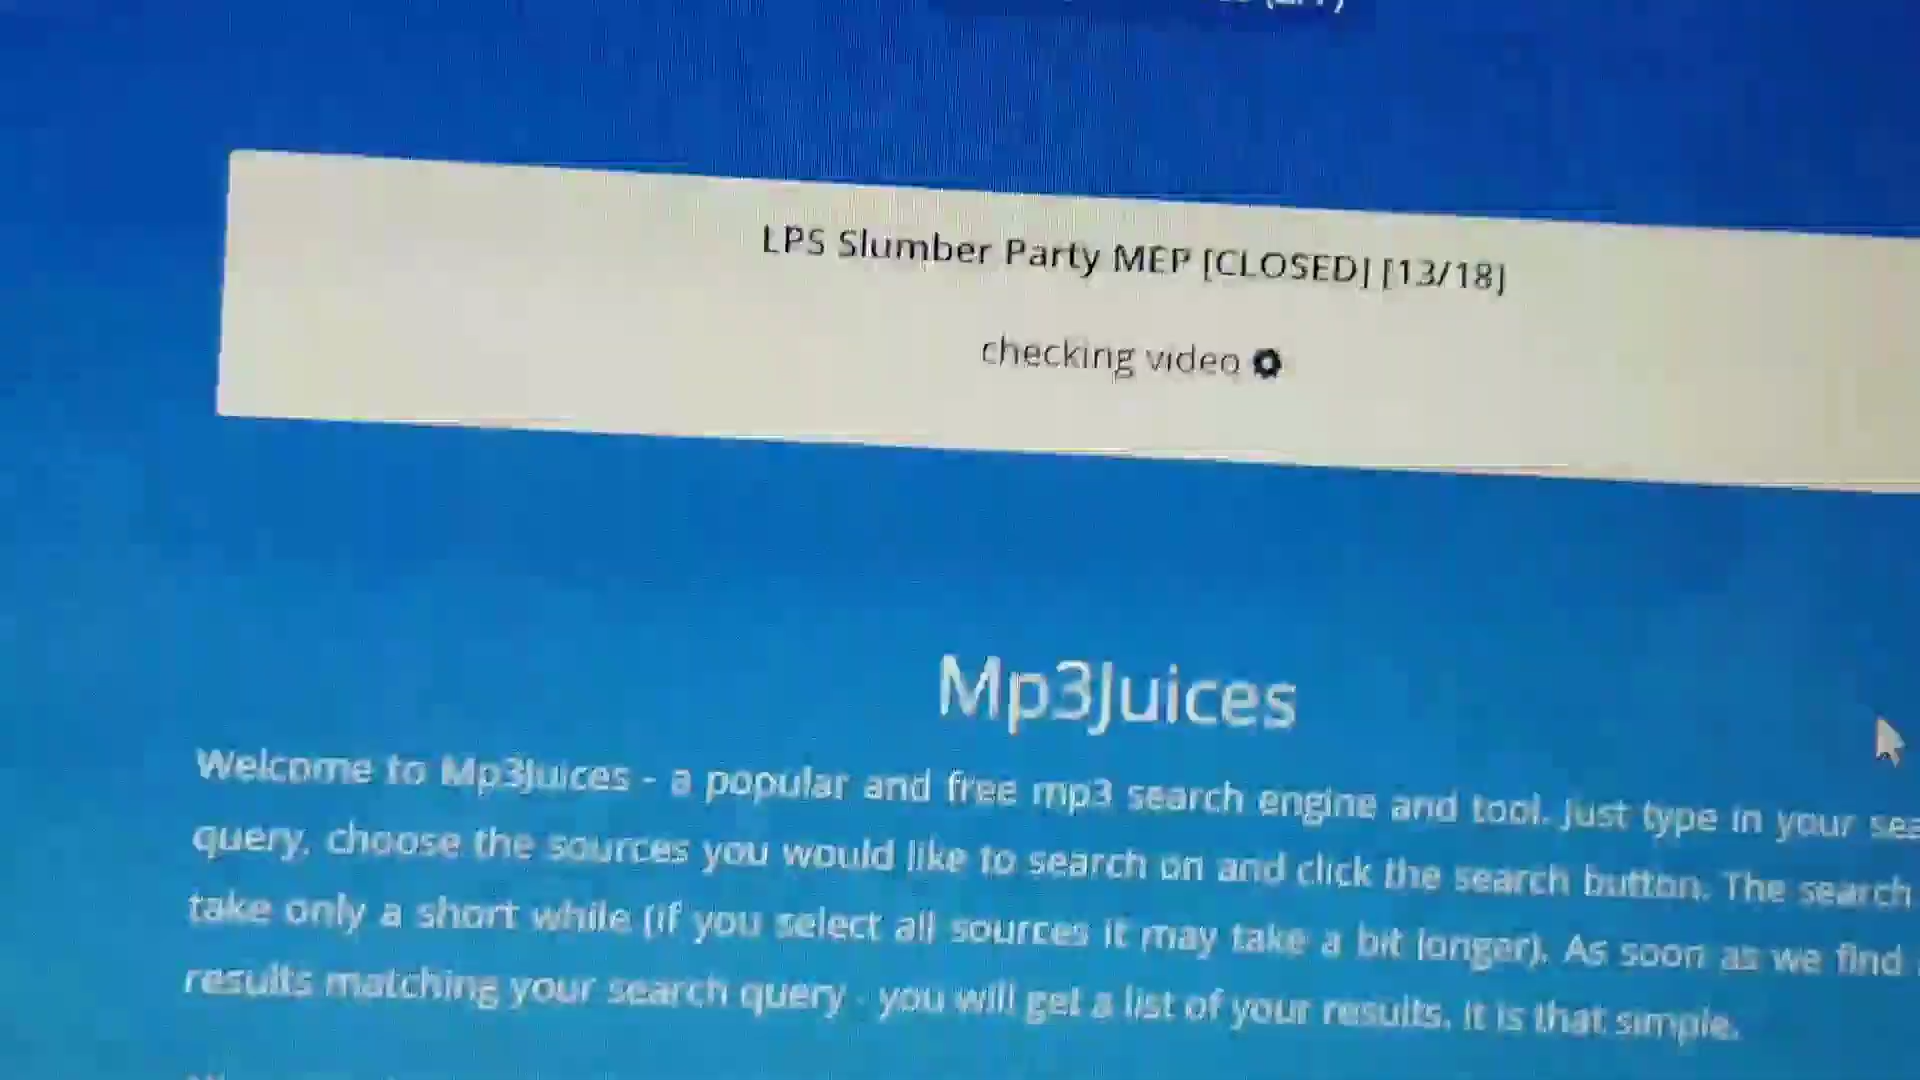 LPS Slumber Party MEP [CLOSED] [13/18]
checking video
Mp3Juices
Welcome to Mp3Juices - a popular and free mp3 search engine and tool. Just type in your
query, choose the sources you would like to search on and click the search button. The search
take only a short while (if you select all sources it may take a bit longer). As soon as we find
results matching your search query - you will get a list of your results. It is that simple.